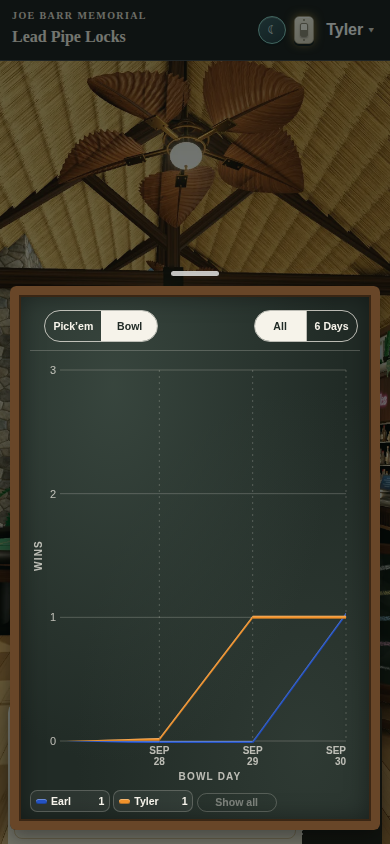 JOE BARR MEMORIAL
Lead Pipe Locks
Tyler
Pick'em Bowl All 6 Days
3
2
1
0
WINS
SEP 28
SEP 29
SEP 30
BOWL DAY
Earl 1 Tyler 1 Show all